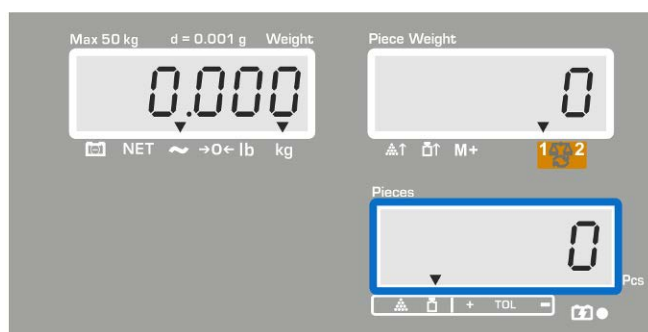 Max 50 kg d = 0.001 g Weight
0.000
NET ~ →0← lb kg
Piece Weight
0
M+ 1 2
Pieces
0
Pcs
+ TOL -